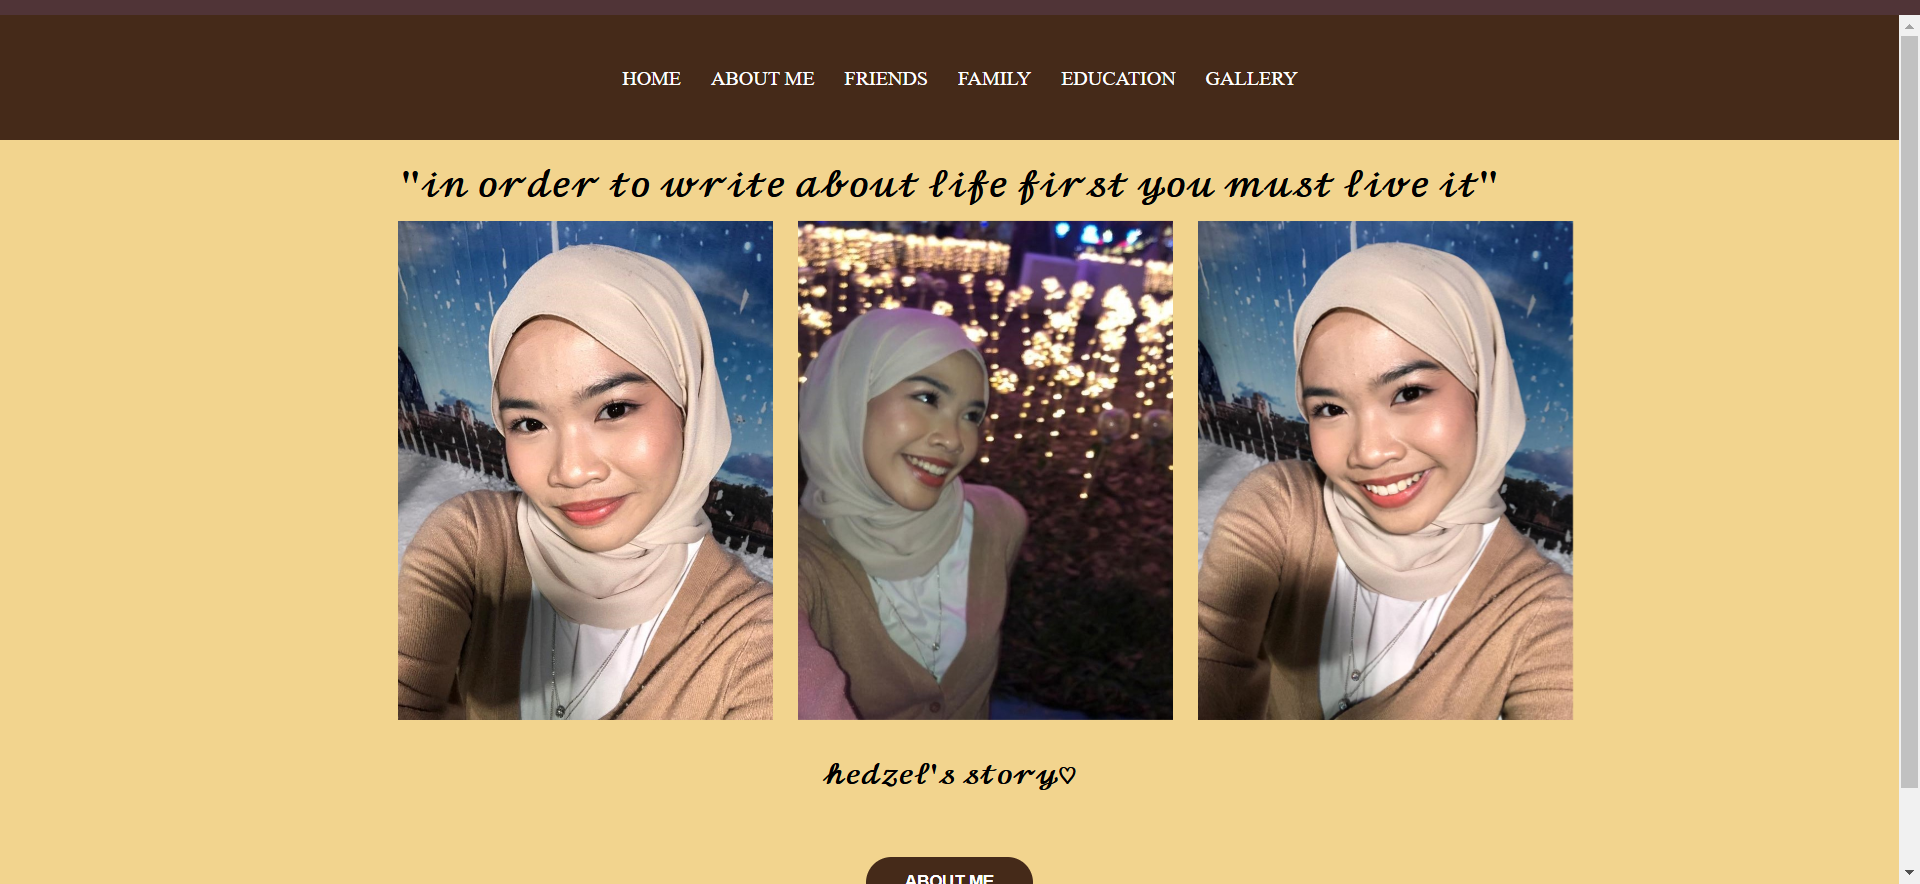 HOME ABOUT ME FRIENDS FAMILY EDUCATION GALLERY
"in order to write about life first you must live it"
hedzel's story♡
ABOUT ME